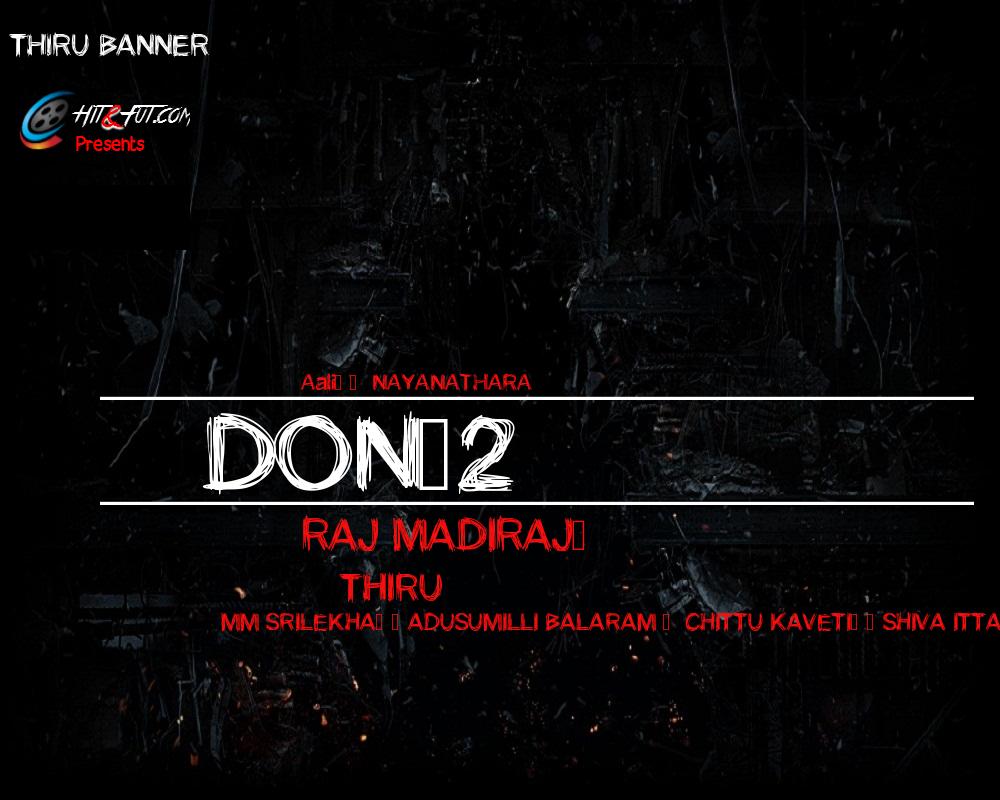 THIRU BANNER
HIT&FUT.COM
Presents
Aali▯ ▯ NAYANATHARA
DON▯2
RAJ MADIRAJ▯
THIRU
MM SRILEKHA▯ ▯ ADUSUMILLI BALARAM ▯ CHITTU KAVETI▯ ▯ SHIVA ITTA